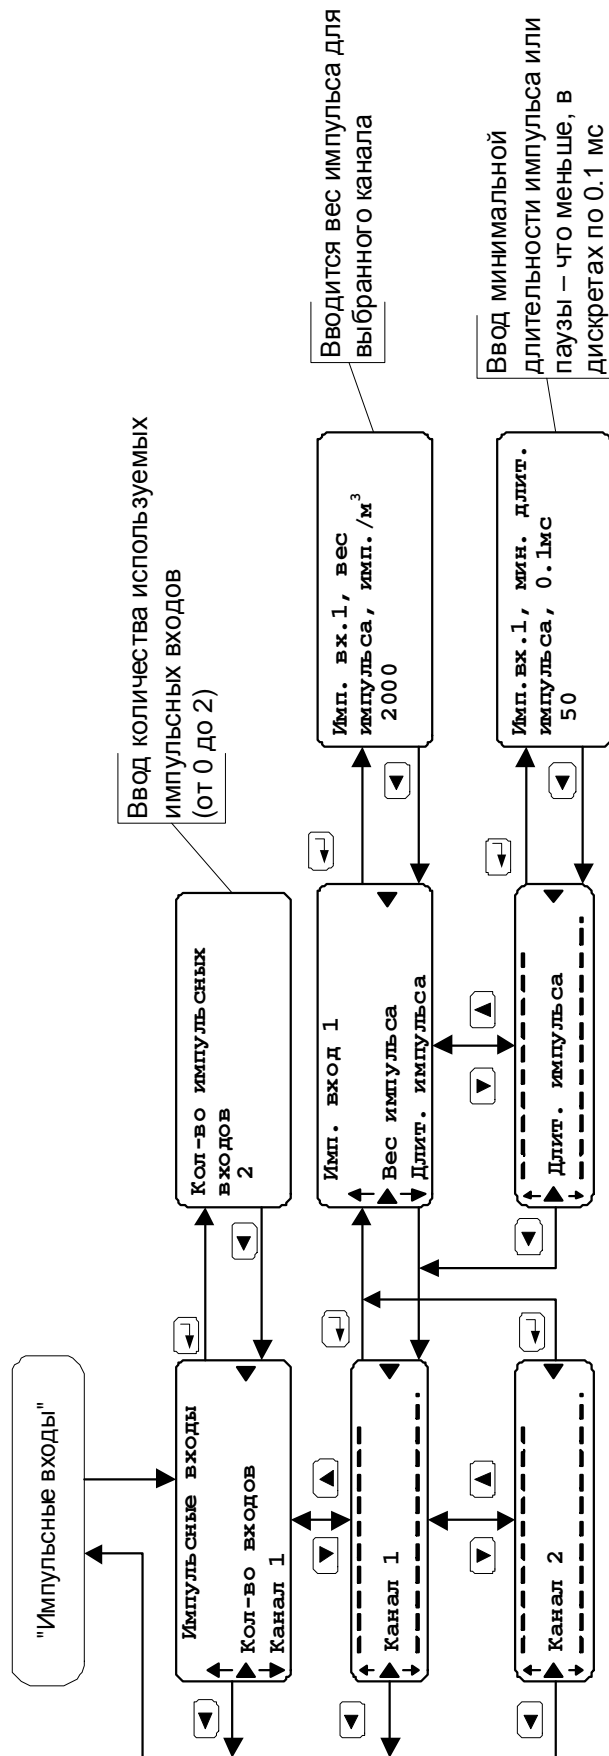 "Импульсные входы"
Импульсные входы
Кол-во входов
Канал 1
Кол-во импульсных
входов
2
Ввод количества используемых
импульсных входов
(от 0 до 2)
Канал 1
Имп. вход 1
Вес импульса
Длит. импульса
Имп. вх.1, вес
импульса, имп./м³
2000
Вводится вес импульса для
выбранного канала
Канал 2
Длит. импульса
Имп.вх.1, мин. длит.
импульса, 0.1мс
50
Ввод минимальной
длительности импульса или
паузы – что меньше, в
дискретах по 0.1 мс